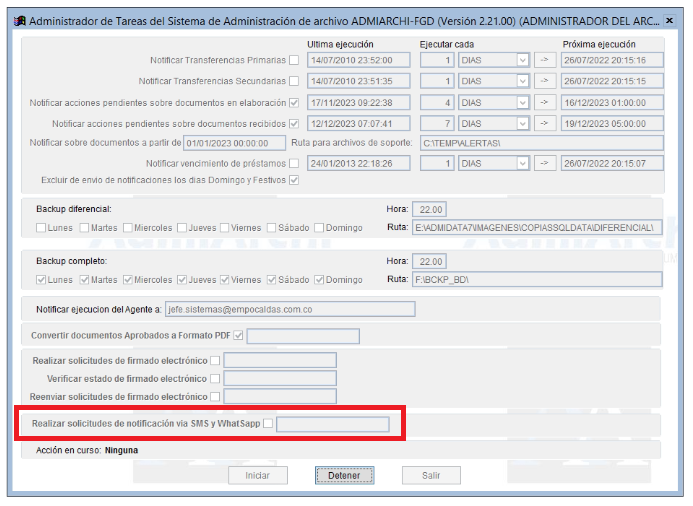 Administrador de Tareas del Sistema de Administración de archivo ADMIARCHI-FGD (Versión 2.21.00) (ADMINISTRADOR DEL ARC...
Ultima ejecución Ejecutar cada Próxima ejecución
Notificar Transferencias Primarias 14/07/2010 23:52:00 1 DIAS -> 26/07/2022 20:15:16
Notificar Transferencias Secundarias 14/07/2010 23:51:35 1 DIAS -> 26/07/2022 20:15:15
Notificar acciones pendientes sobre documentos en elaboración 17/11/2023 09:22:38 4 DIAS -> 16/12/2023 01:00:00
Notificar acciones pendientes sobre documentos recibidos 12/12/2023 07:07:41 7 DIAS -> 19/12/2023 05:00:00
Notificar sobre documentos a partir de 01/01/2023 00:00:00 Ruta para archivos de soporte: C:\TEMP\ALERTAS\
Notificar vencimiento de préstamos 24/01/2013 22:18:26 1 DIAS -> 26/07/2022 20:15:07
Excluir de envio de notificaciones los días Domingo y Festivos
Backup diferencial: Hora: 22.00
Lunes Martes Miercoles Jueves Viernes Sábado Domingo Ruta: E:\ADMIDATA7\IMAGENES\COPIASSQLDATA\DIFERENCIAL\
Backup completo: Hora: 22.00
Lunes Martes Miercoles Jueves Viernes Sábado Domingo Ruta: F:\BCKP_BD\
Notificar ejecucion del Agente a: jefe.sistemas@empocaldas.com.co
Convertir documentos Aprobados a Formato PDF
Realizar solicitudes de firmado electrónico
Verificar estado de firmado electrónico
Reenviar solicitudes de firmado electrónico
Realizar solicitudes de notificación via SMS y WhatSapp
Acción en curso: Ninguna
Iniciar Detener Salir